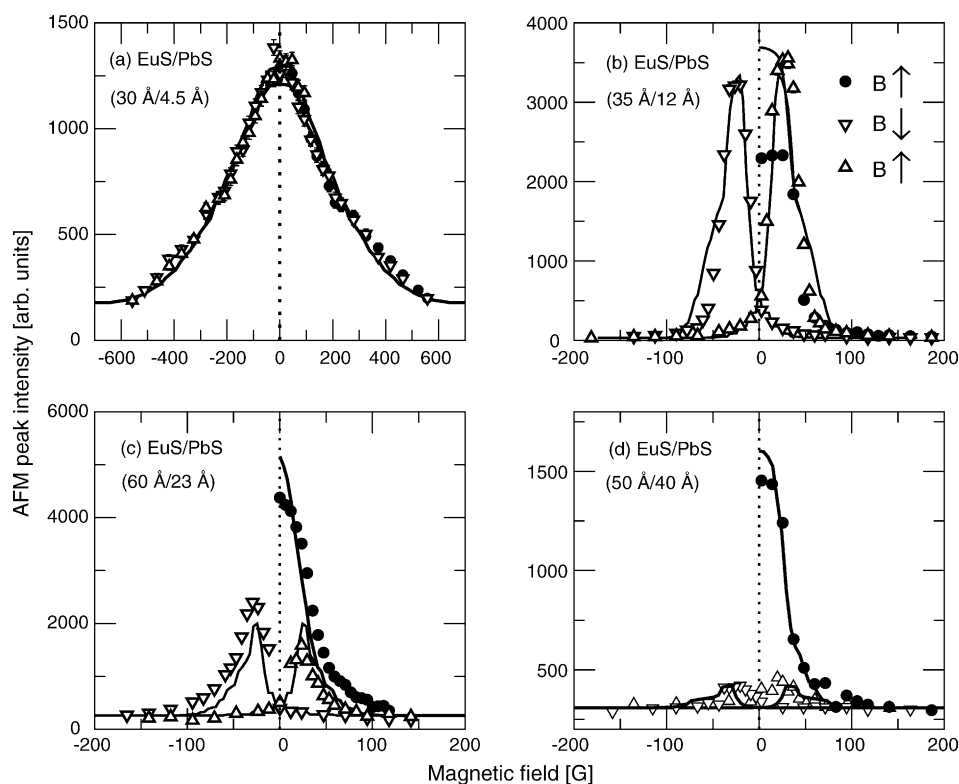 AFM peak intensity [arb. units]
1500
1000
500
0
(a) EuS/PbS
(30 Å/4.5 Å)
-600 -400 -200 0 200 400 600
4000
3000
2000
1000
0
(b) EuS/PbS
(35 Å/12 Å)
B ↑
B ↓
B ↑
-200 -100 0 100 200
6000
4000
2000
0
(c) EuS/PbS
(60 Å/23 Å)
-200 -100 0 100 200
1500
1000
500
(d) EuS/PbS
(50 Å/40 Å)
-200 -100 0 100 200
Magnetic field [G]